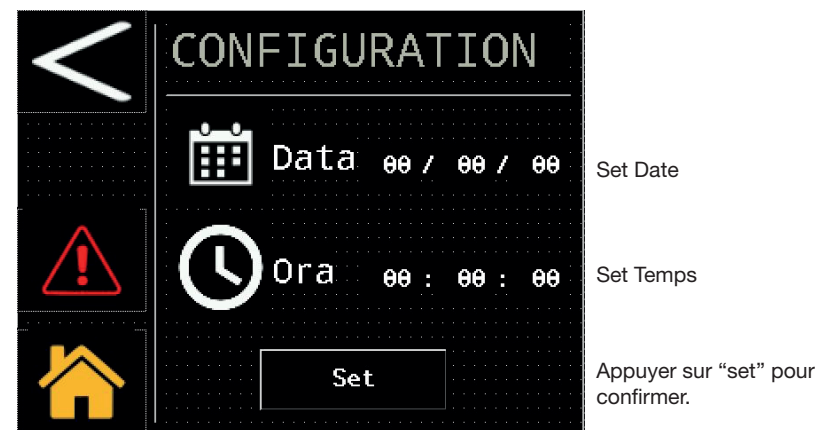 CONFIGURATION
Data 00 / 00 / 00
Set Date
Ora 00 : 00 : 00
Set Temps
Set
Appuyer sur “set” pour
confirmer.